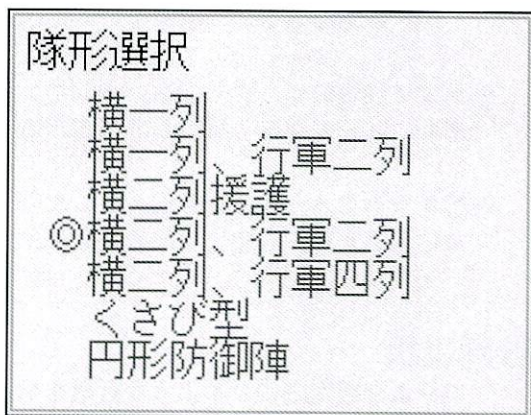 隊形選択
横一列
横一列、行軍二列
横二列援護
◎横二列、行軍二列
横三列、行軍四列
くさび型
円形防御陣